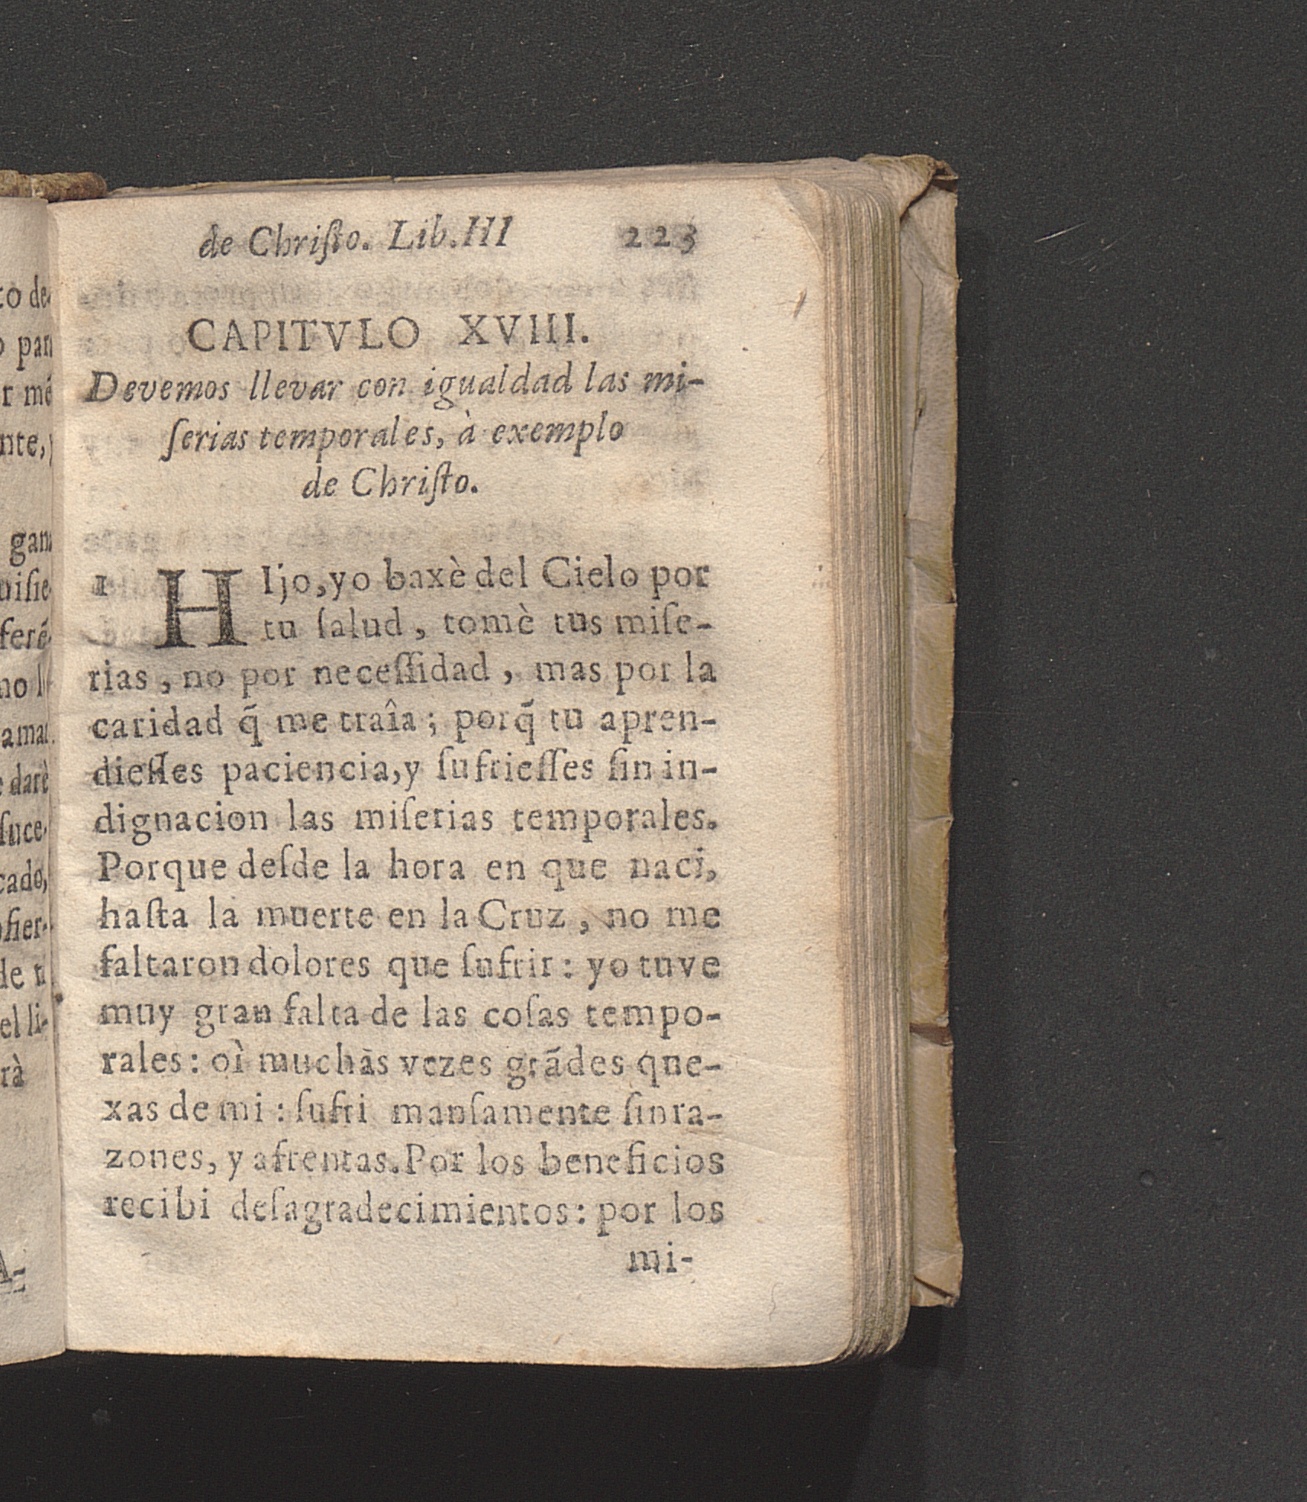 de Chriſto. Lib.III 223
CAPITVLO XVIII.
Devemos llevar con igualdad las mi-
ſerias temporales, à exemplo
de Chriſto.
1 HIjo, yo baxè del Cielo por
tu ſalud, tomè tus miſe-
rias, no por neceſſidad, mas por la
caridad q̃ me traîa; porq̃ tu apren-
dieſſes paciencia, y ſufrieſſes ſin in-
dignacion las miſerias temporales.
Porque deſde la hora en que naci,
haſta la muerte en la Cruz, no me
faltaron dolores que ſufrir: yo tuve
muy gran falta de las coſas tempo-
rales: oì muchas vezes grãdes que-
xas de mi: ſufri manſamente ſinra-
zones, y afrentas. Por los beneficios
recibi deſagradecimientos: por los
mi-